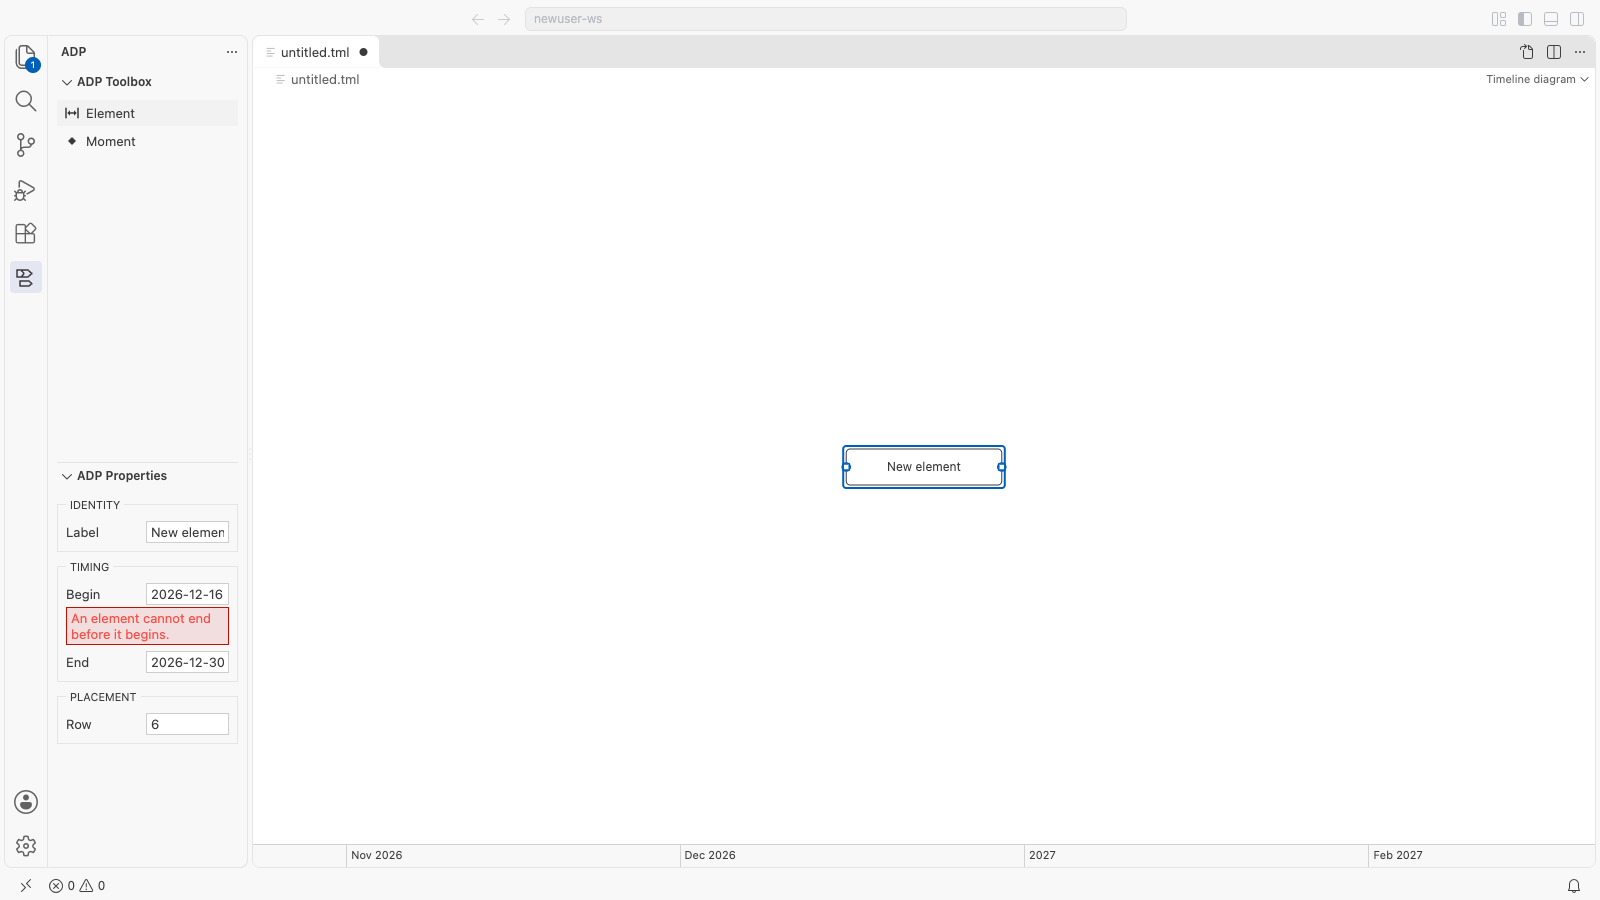 newuser-ws
1
ADP
ADP Toolbox
Element
Moment
untitled.tml
untitled.tml
Timeline diagram
New element
ADP Properties
IDENTITY
Label
New elemen
TIMING
Begin
2026-12-16
An element cannot end
before it begins.
End
2026-12-30
PLACEMENT
Row
6
Nov 2026
Dec 2026
2027
Feb 2027
0
0